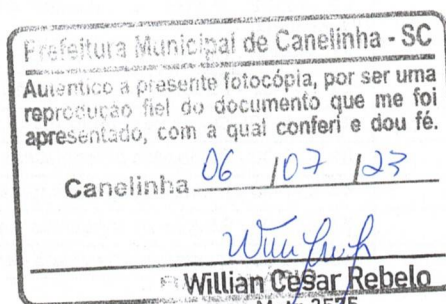 Prefeitura Municipal de Canelinha - SC
Autentico a presente fotocópia, por ser uma
reprodução fiel do documento que me foi
apresentado, com a qual conferi e dou fé.
Canelinha 06 / 07 / 23
Willian César Rebelo
3575